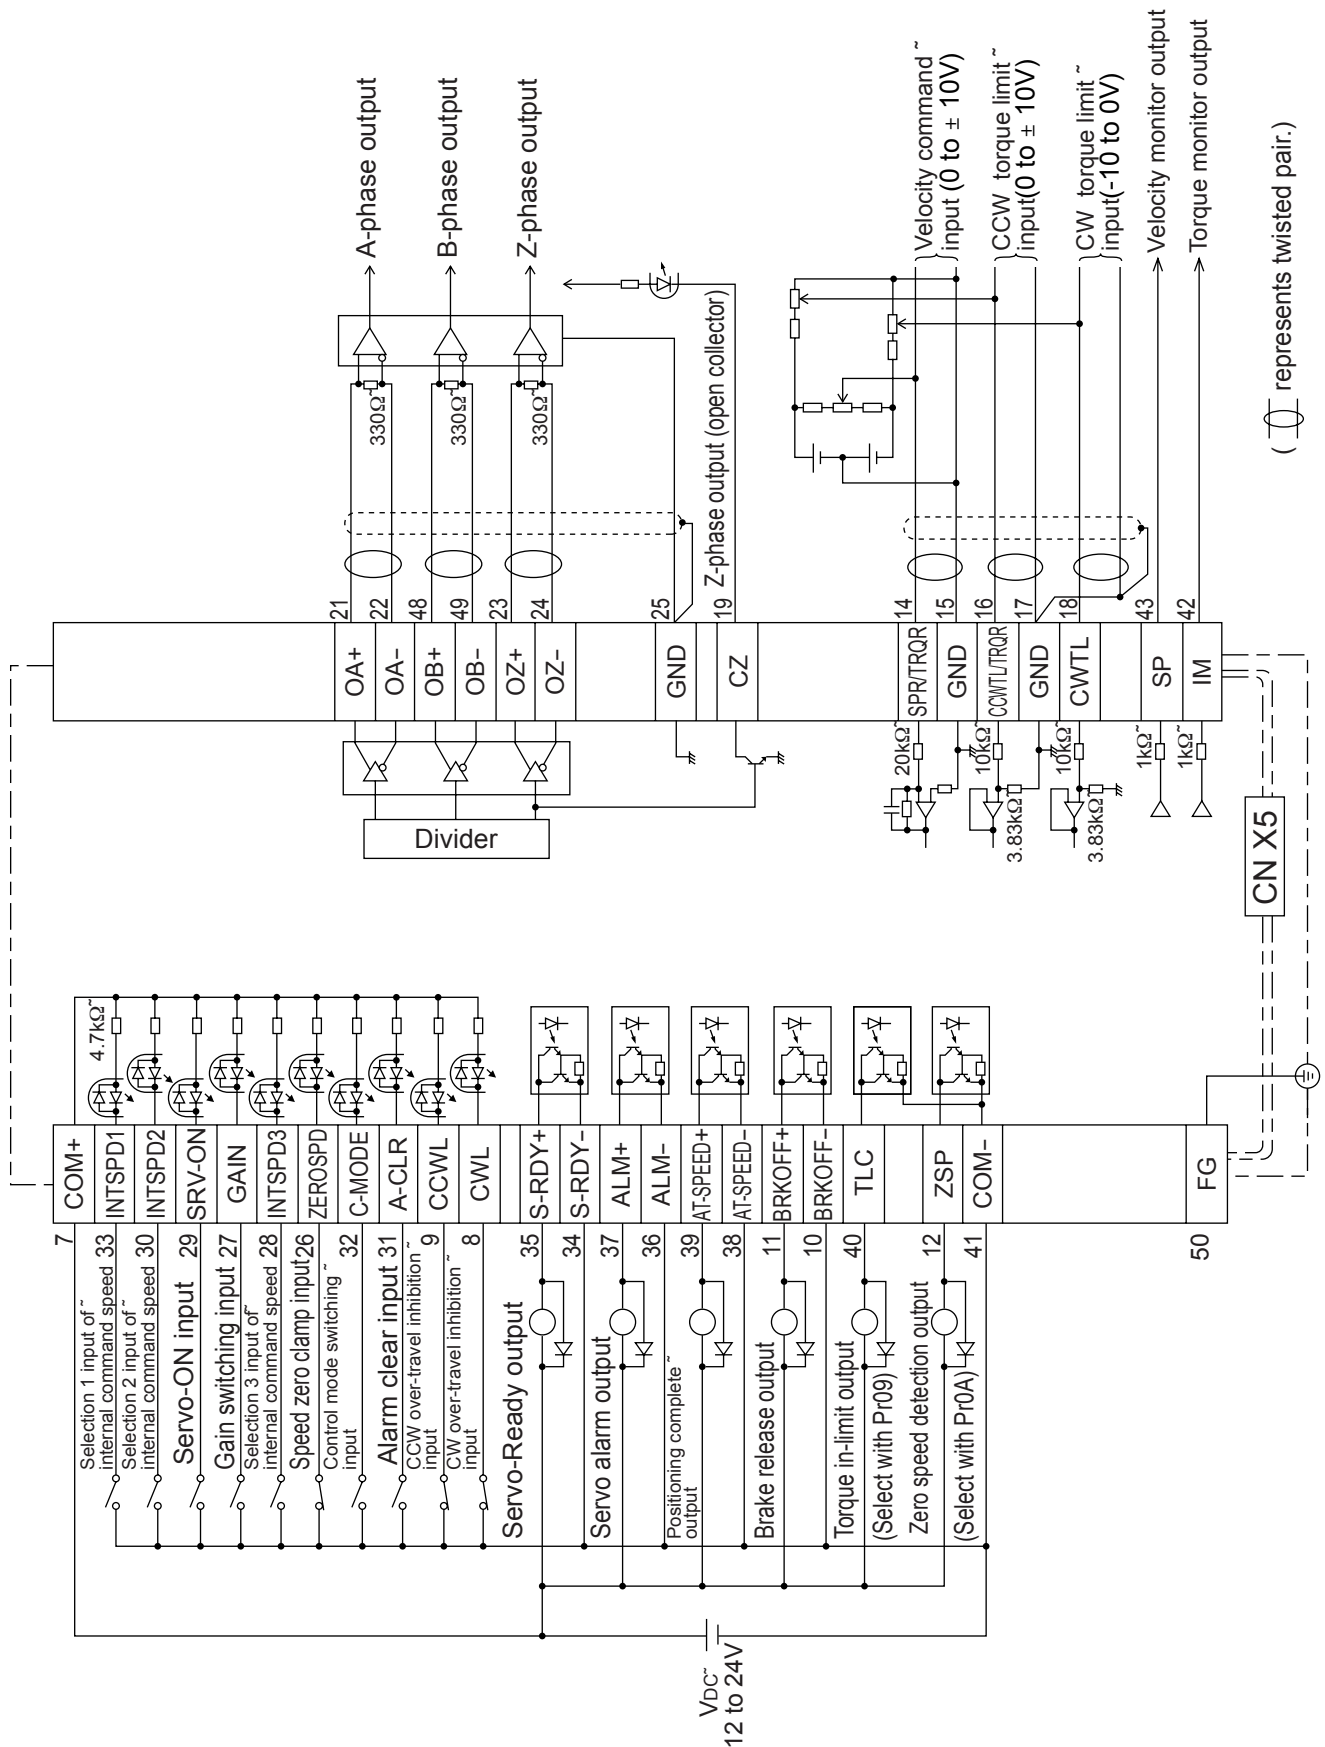 COM+
7
INTSPD1
33
Selection 1 input of ~
internal command speed
4.7kΩ~
INTSPD2
30
Selection 2 input of ~
internal command speed
SRV-ON
29
Servo-ON input
GAIN
27
Gain switching input
INTSPD3
28
Selection 3 input of~
internal command speed
ZEROSPD
26
Speed zero clamp input
C-MODE
32
Control mode switching ~
input
A-CLR
31
Alarm clear input
CCWL
9
CCW over-travel inhibition ~
input
CWL
8
CW over-travel inhibition ~
input
S-RDY+
35
Servo-Ready output
S-RDY−
34
ALM+
37
Servo alarm output
ALM−
36
AT-SPEED+
39
Positioning complete ~
output
AT-SPEED−
38
BRKOFF+
11
Brake release output
BRKOFF−
10
TLC
40
Torque in-limit output
(Select with Pr09)
ZSP
12
Zero speed detection output
(Select with Pr0A)
COM−
41
FG
50
VDC~
12 to 24V
Divider
OA+
21
OA−
22
330Ω~
A-phase output
OB+
48
OB−
49
330Ω~
B-phase output
OZ+
23
OZ−
24
330Ω~
Z-phase output
GND
25
CZ
19
Z-phase output (open collector)
SPR/TRQR
14
20kΩ~
Velocity command ~
input (0 to ± 10V)
GND
15
CCWTL/TRQR
16
10kΩ~
3.83kΩ~
CCW torque limit ~
input(0 to ± 10V)
GND
17
CWTL
18
10kΩ~
3.83kΩ~
CW torque limit ~
input(-10 to 0V)
SP
43
1kΩ~
Velocity monitor output
IM
42
1kΩ~
Torque monitor output
CN X5
( represents twisted pair.)